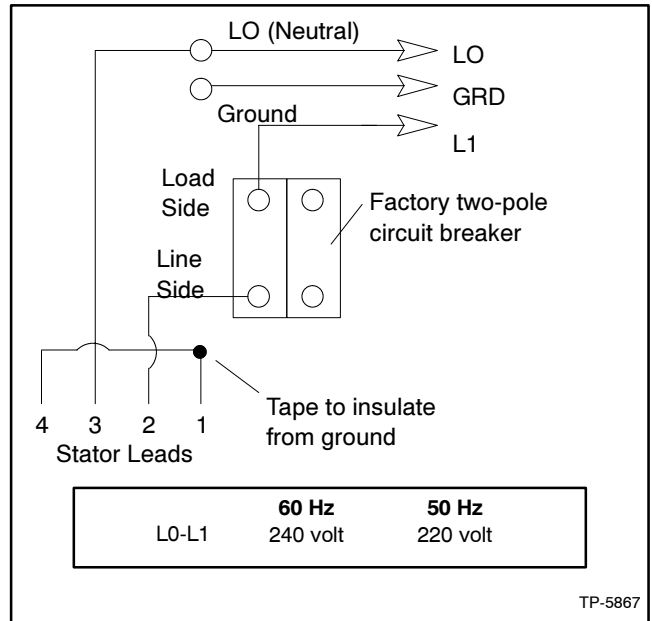 LO (Neutral)
LO
GRD
Ground
L1
Load
Side
Factory two-pole
circuit breaker
Line
Side
Tape to insulate
from ground
4 3 2 1
Stator Leads
60 Hz 50 Hz
L0-L1 240 volt 220 volt
TP-5867